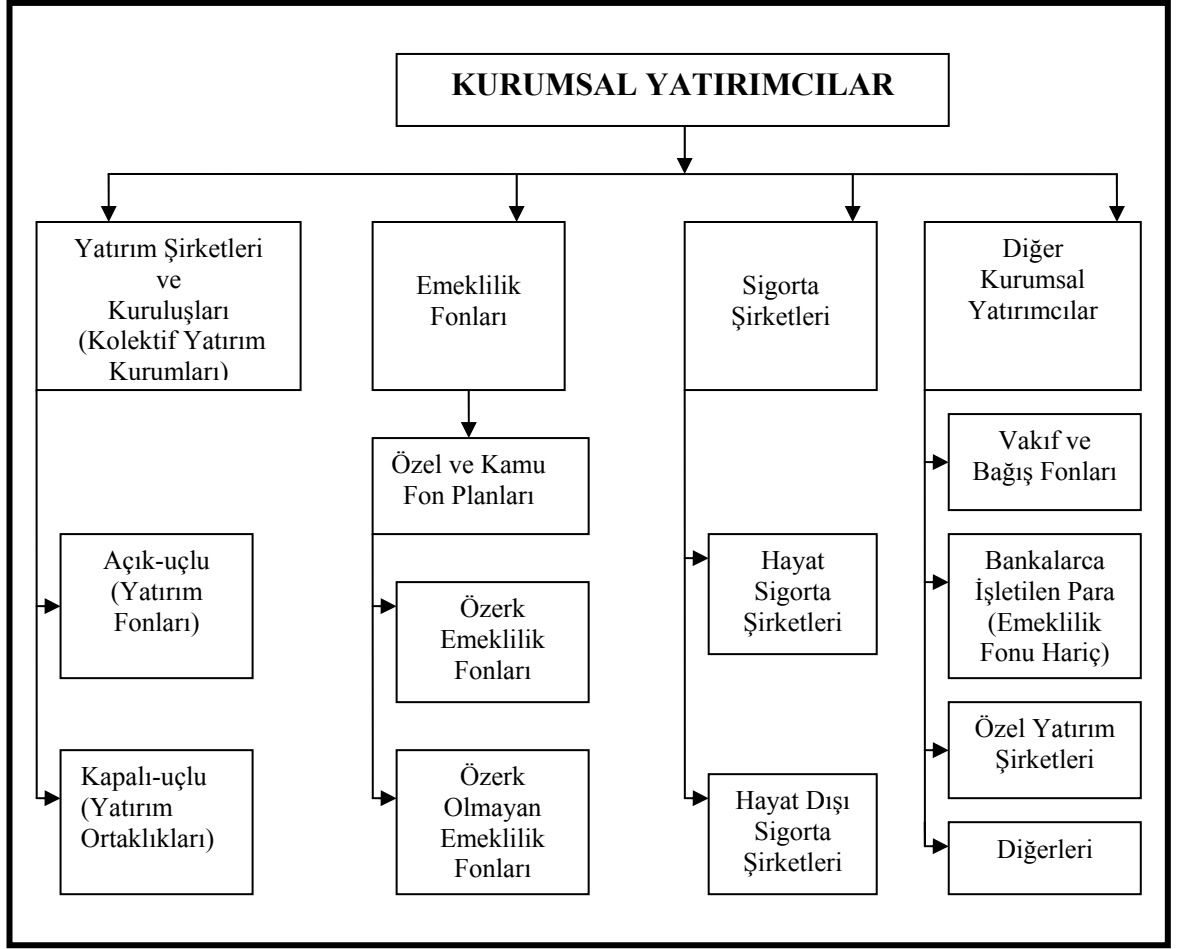 KURUMSAL YATIRIMCILAR
Yatırım Şirketleri
ve
Kuruluşları
(Kolektif Yatırım
Kurumları)
Emeklilik
Fonları
Sigorta
Şirketleri
Diğer
Kurumsal
Yatırımcılar
Özel ve Kamu
Fon Planları
Vakıf ve
Bağış Fonları
Açık-uçlu
(Yatırım
Fonları)
Özerk
Emeklilik
Fonları
Hayat
Sigorta
Şirketleri
Bankalarca
İşletilen Para
(Emeklilik
Fonu Hariç)
Özel Yatırım
Şirketleri
Kapalı-uçlu
(Yatırım
Ortaklıkları)
Özerk
Olmayan
Emeklilik
Fonları
Hayat Dışı
Sigorta
Şirketleri
Diğerleri